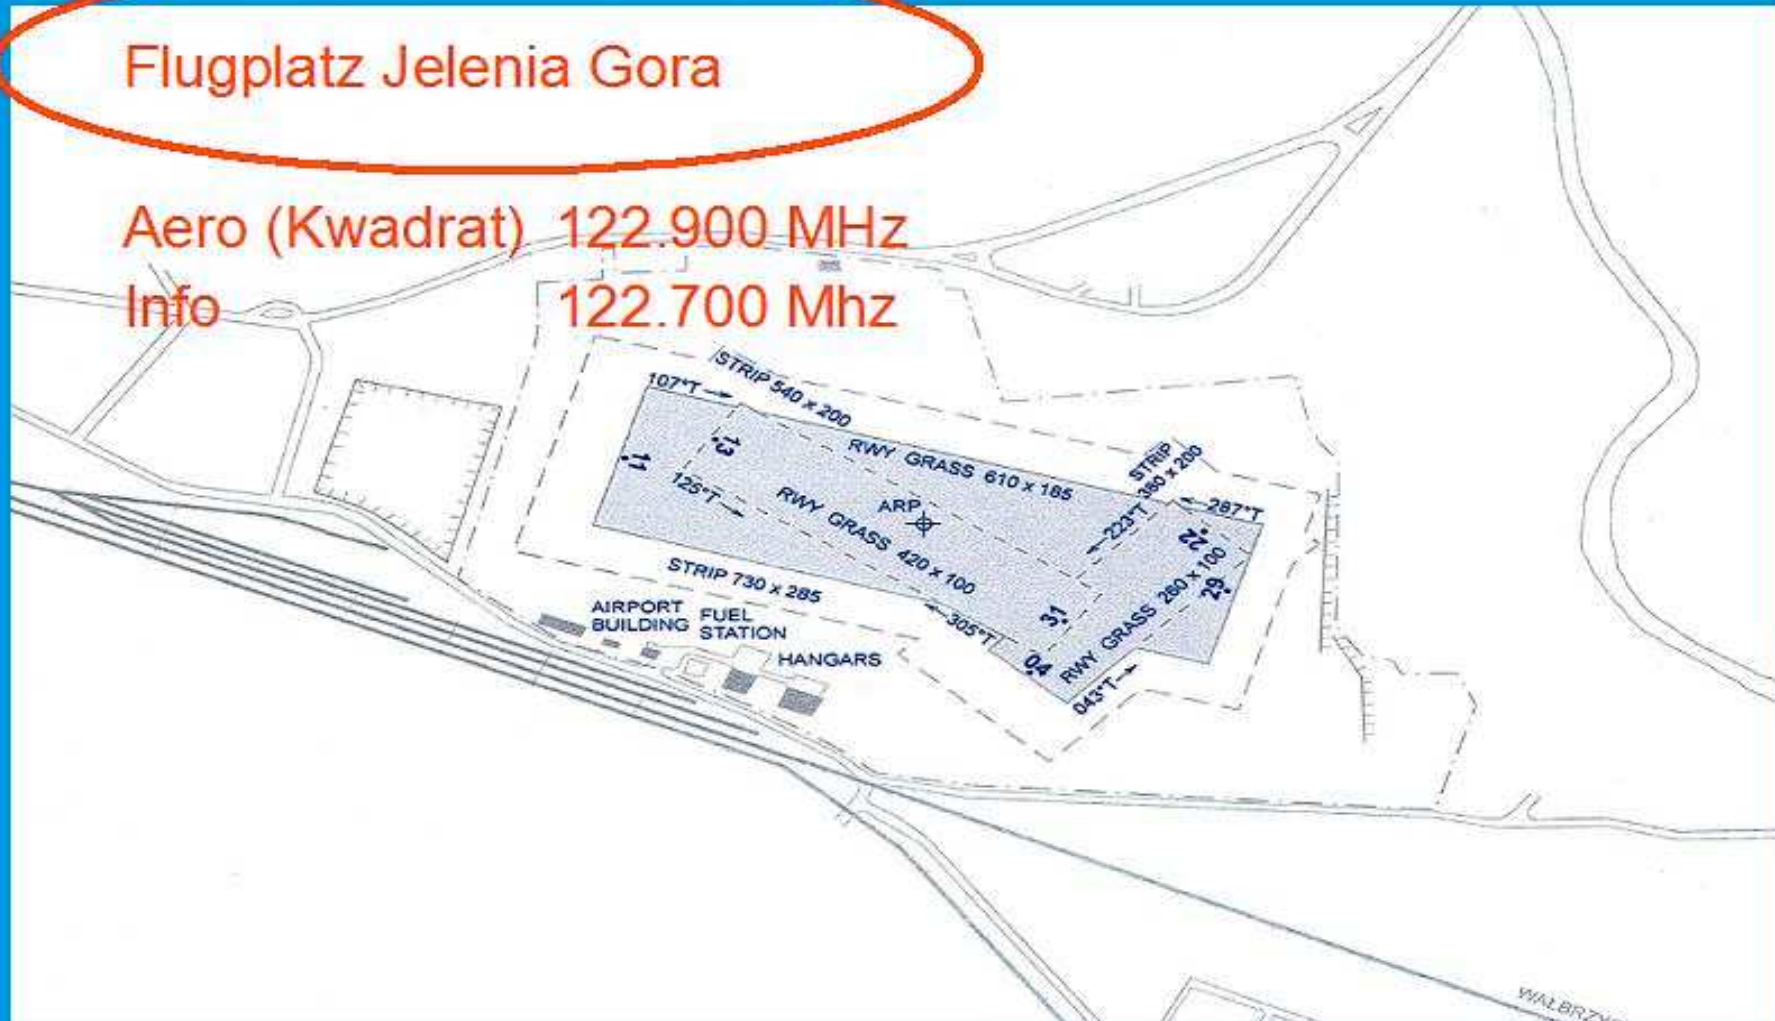 Flugplatz Jelenia Gora
Aero (Kwadrat) 122.900 MHz
Info 122.700 Mhz
STRIP 540 x 200
107°T
RWY GRASS 610 x 185
STRIP
380 x 200
13
11
125°T
RWY GRASS 420 x 100
ARP
223°T
287°T
22
29
STRIP 730 x 285
RWY GRASS 260 x 100
31
305°T
04
043°T
AIRPORT
BUILDING
FUEL
STATION
HANGARS